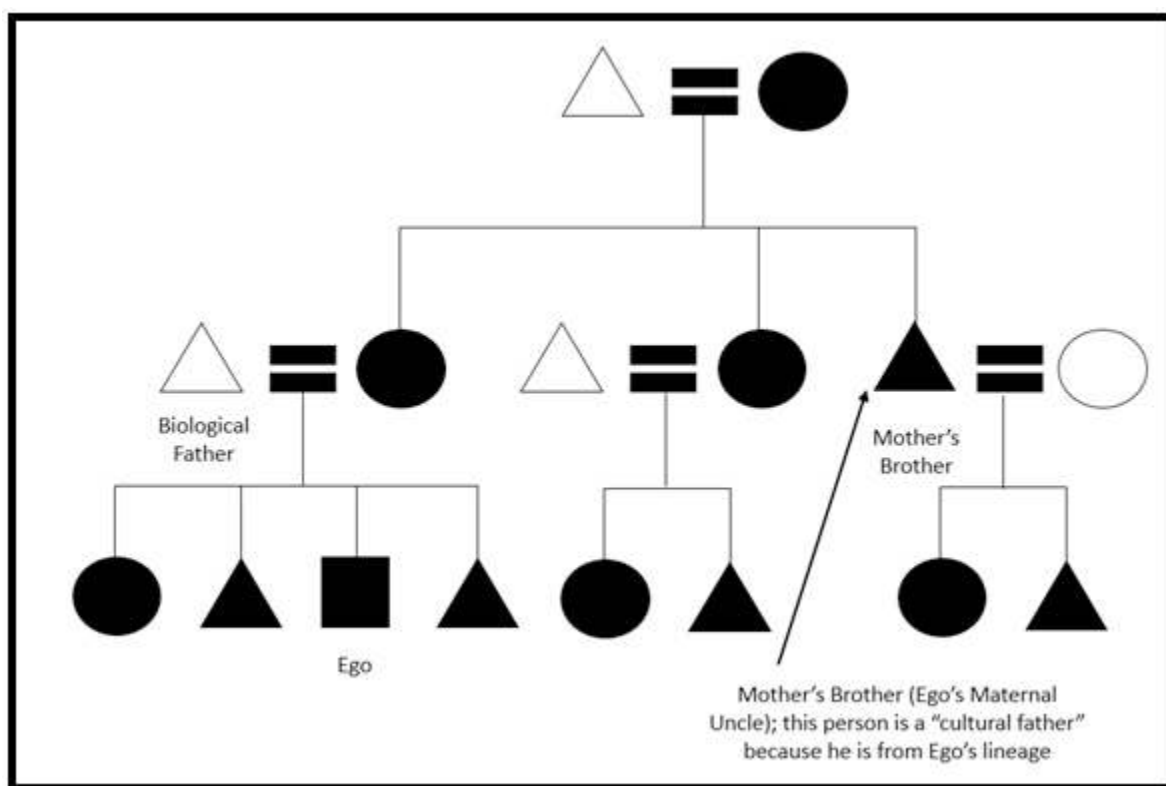 Biological
Father
Mother's
Brother
Ego
Mother's Brother (Ego's Maternal
Uncle); this person is a “cultural father”
because he is from Ego's lineage